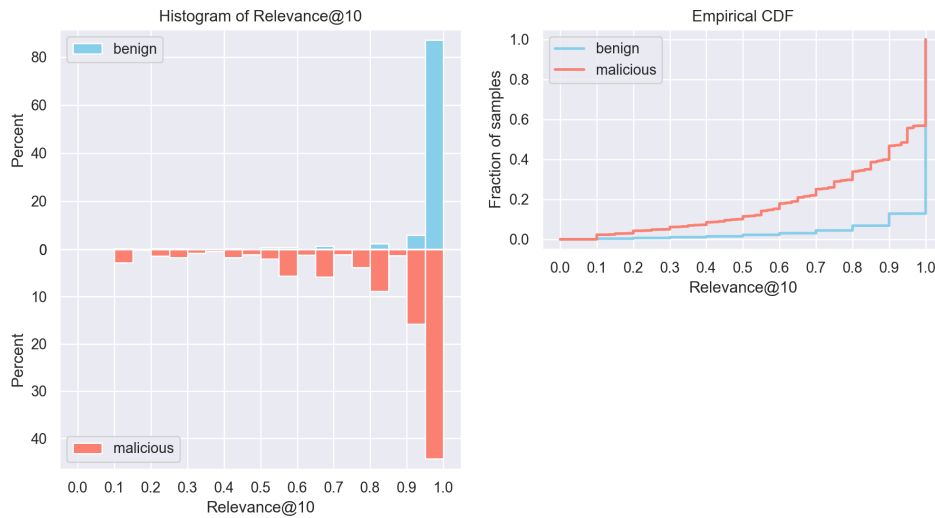 Histogram of Relevance@10
benign
Percent
80
60
40
20
0
0
10
20
30
40
Percent
malicious
0.0 0.1 0.2 0.3 0.4 0.5 0.6 0.7 0.8 0.9 1.0
Relevance@10
Empirical CDF
benign
malicious
Fraction of samples
1.0
0.8
0.6
0.4
0.2
0.0
0.0 0.1 0.2 0.3 0.4 0.5 0.6 0.7 0.8 0.9 1.0
Relevance@10